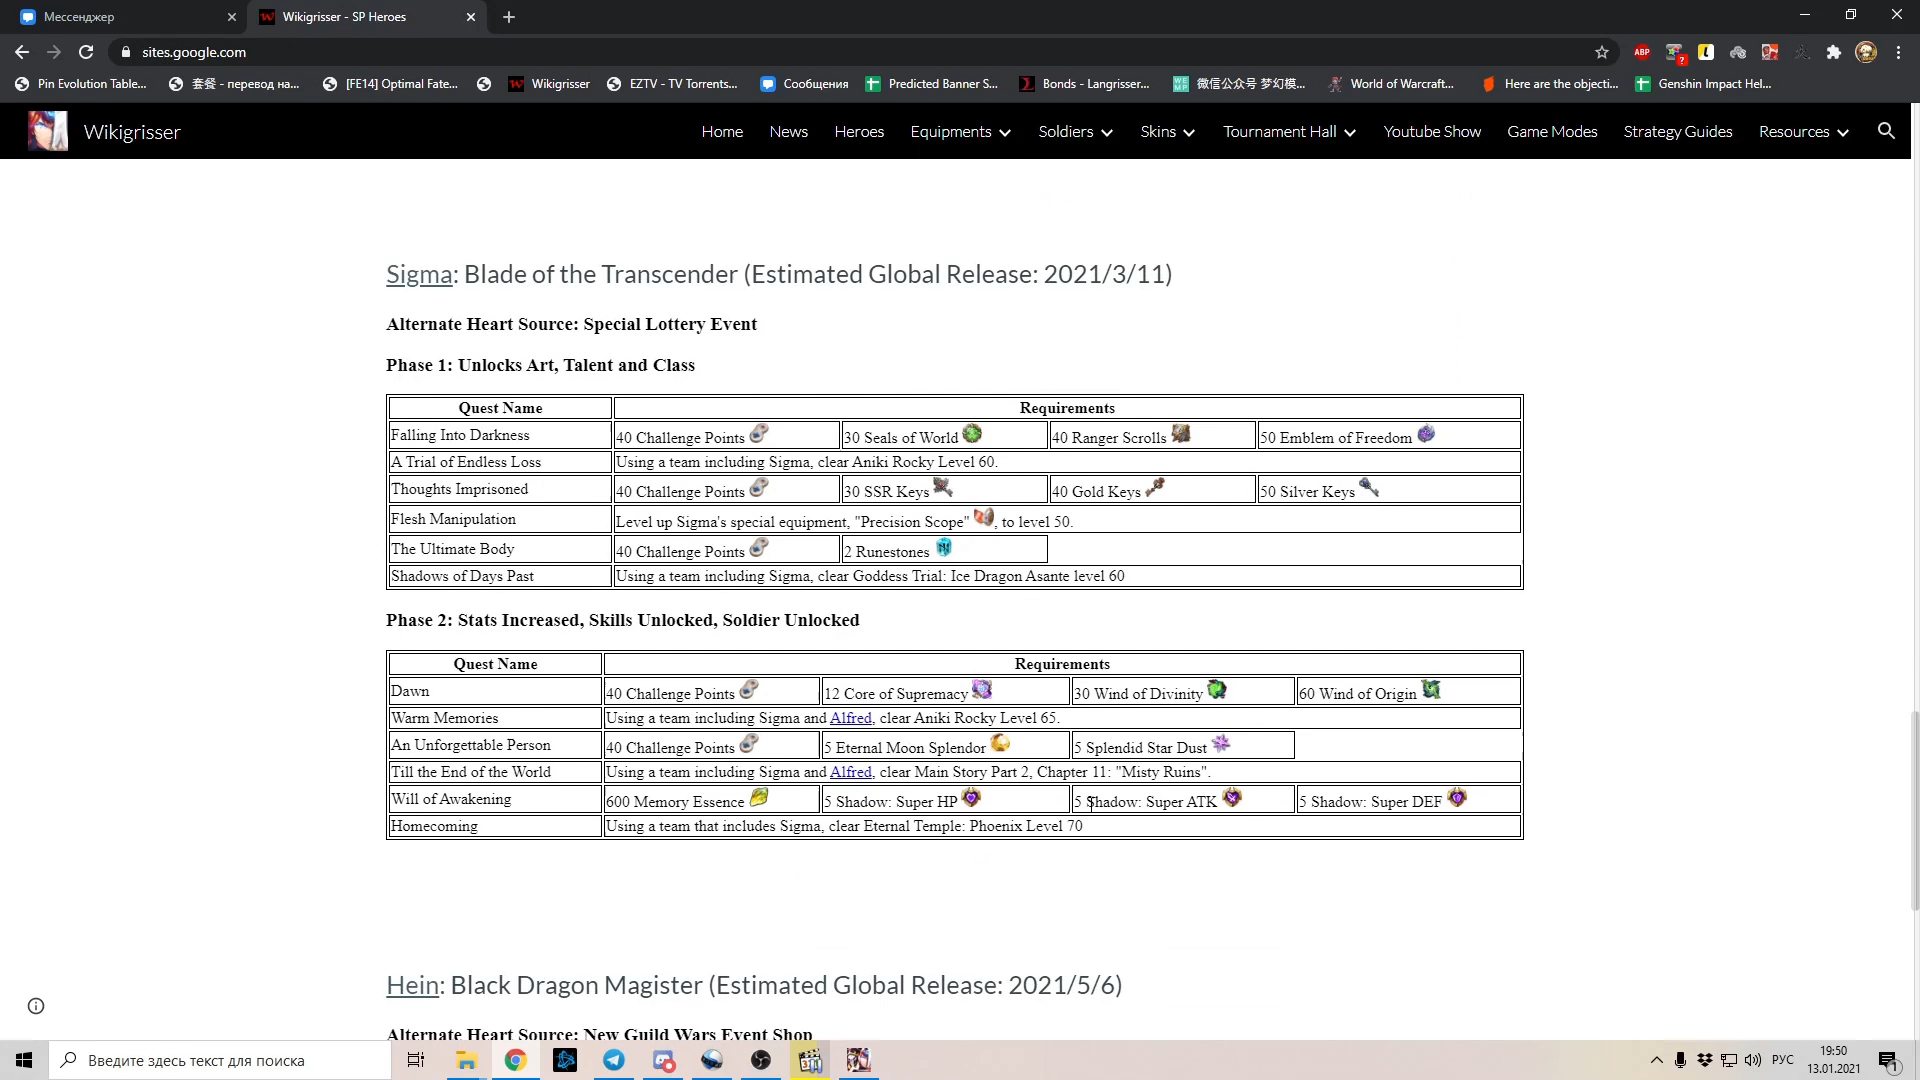 Мессенджер
Wikigrisser - SP Heroes
sites.google.com
ABP
?
L
Pin Evolution Table...
套餐 - перевод на...
[FE14] Optimal Fate...
Wikigrisser
EZTV - TV Torrents...
Сообщения
Predicted Banner S...
Bonds - Langrisser...
微信公众号 梦幻模...
World of Warcraft...
Here are the objecti...
Genshin Impact Hel...
Wikigrisser
Home
News
Heroes
Equipments
Soldiers
Skins
Tournament Hall
Youtube Show
Game Modes
Strategy Guides
Resources
Sigma: Blade of the Transcender (Estimated Global Release: 2021/3/11)
Alternate Heart Source: Special Lottery Event
Phase 1: Unlocks Art, Talent and Class
Quest Name Requirements
Falling Into Darkness 40 Challenge Points 30 Seals of World 40 Ranger Scrolls 50 Emblem of Freedom
A Trial of Endless Loss Using a team including Sigma, clear Aniki Rocky Level 60.
Thoughts Imprisoned 40 Challenge Points 30 SSR Keys 40 Gold Keys 50 Silver Keys
Flesh Manipulation Level up Sigma's special equipment, "Precision Scope" , to level 50.
The Ultimate Body 40 Challenge Points 2 Runestones
Shadows of Days Past Using a team including Sigma, clear Goddess Trial: Ice Dragon Asante level 60
Phase 2: Stats Increased, Skills Unlocked, Soldier Unlocked
Quest Name Requirements
Dawn 40 Challenge Points 12 Core of Supremacy 30 Wind of Divinity 60 Wind of Origin
Warm Memories Using a team including Sigma and Alfred, clear Aniki Rocky Level 65.
An Unforgettable Person 40 Challenge Points 5 Eternal Moon Splendor 5 Splendid Star Dust
Till the End of the World Using a team including Sigma and Alfred, clear Main Story Part 2, Chapter 11: "Misty Ruins".
Will of Awakening 600 Memory Essence 5 Shadow: Super HP 5 Shadow: Super ATK 5 Shadow: Super DEF
Homecoming Using a team that includes Sigma, clear Eternal Temple: Phoenix Level 70
Hein: Black Dragon Magister (Estimated Global Release: 2021/5/6)
Alternate Heart Source: New Guild Wars Event Shop
Введите здесь текст для поиска
РУС
19:50
13.01.2021
1